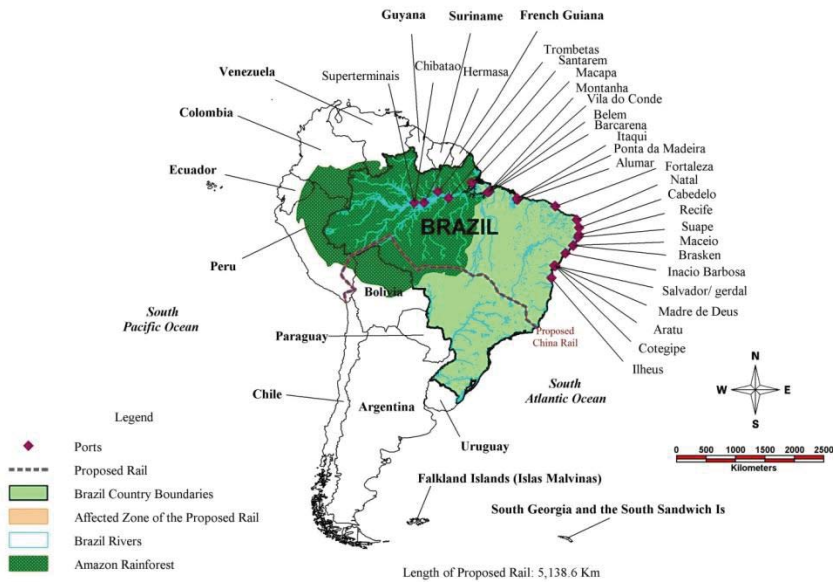 Guyana
Suriname
French Guiana
Venezuela
Superterminais
Chibatao
Hermasa
Trombetas
Santarem
Macapa
Montanha
Vila do Conde
Belem
Barcarena
Itaqui
Ponta da Madeira
Alumar
Fortaleza
Natal
Cabedelo
Recife
Suape
Maceio
Brasken
Inacio Barbosa
Salvador/ gerdal
Madre de Deus
Aratu
Cotegipe
Ilheus
Colombia
Ecuador
Peru
BRAZIL
Bolivia
South
Pacific Ocean
Paraguay
Proposed
China Rail
Chile
Argentina
South
Atlantic Ocean
Uruguay
N
W
E
S
0 500 1000 1500 2000 2500
Kilometers
Legend
Ports
Proposed Rail
Brazil Country Boundaries
Affected Zone of the Proposed Rail
Brazil Rivers
Amazon Rainforest
Falkland Islands (Islas Malvinas)
South Georgia and the South Sandwich Is
Length of Proposed Rail: 5,138.6 Km